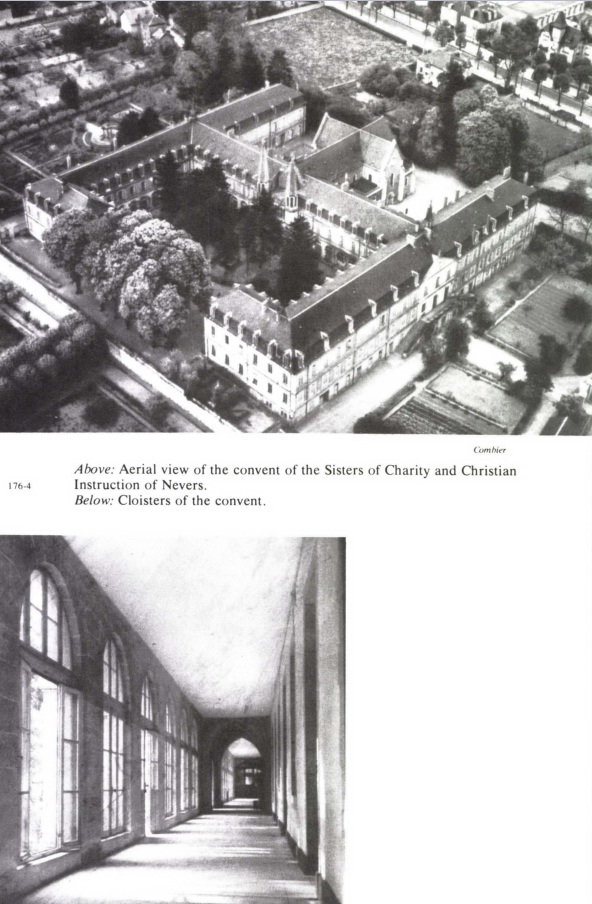 Combier
Above: Aerial view of the convent of the Sisters of Charity and Christian
176-4
Instruction of Nevers.
Below: Cloisters of the convent.